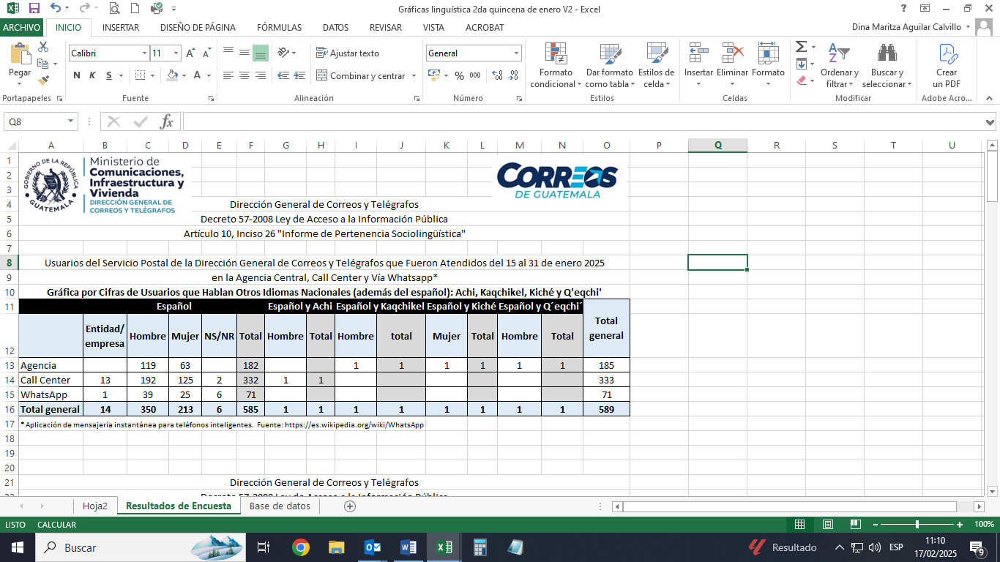 Gráficas linguística 2da quincena de enero V2 - Excel
ARCHIVO INICIO INSERTAR DISEÑO DE PÁGINA FÓRMULAS DATOS REVISAR VISTA ACROBAT
Dina Maritza Aguilar Calvillo
Pegar
Calibri 11
N K S
Ajustar texto
Combinar y centrar
General
% 000
Formato condicional
Dar formato como tabla
Estilos de celda
Insertar Eliminar Formato
Ordenar y filtrar
Buscar y seleccionar
Crear un PDF
Portapapeles Fuente Alineación Número Estilos Celdas Modificar Adobe Acro...
Q8
fx
A B C D E F G H I J K L M N O P Q R S T U
GOBIERNO DE LA REPÚBLICA GUATEMALA
Ministerio de
Comunicaciones,
Infraestructura y
Vivienda
DIRECCIÓN GENERAL DE
CORREOS Y TELÉGRAFOS
CORREOS
DE GUATEMALA
1
2
3
4 Dirección General de Correos y Telégrafos
5 Decreto 57-2008 Ley de Acceso a la Información Pública
6 Artículo 10, Inciso 26 "Informe de Pertenencia Sociolingüística"
7
8 Usuarios del Servicio Postal de la Dirección General de Correos y Telégrafos que Fueron Atendidos del 15 al 31 de enero 2025
9 en la Agencia Central, Call Center y Vía Whatsapp*
10 Gráfica por Cifras de Usuarios que Hablan Otros Idiomas Nacionales (además del español): Achi, Kaqchikel, Kiché y Q'eqchi'
11 Español Español y Achi Español y Kaqchikel Español y Kiché Español y Q´eqchi´ Total general
12 Entidad/ empresa Hombre Mujer NS/NR Total Hombre Total Hombre total Mujer Total Hombre Total
13 Agencia 119 63 182 1 1 1 1 1 1 185
14 Call Center 13 192 125 2 332 1 1 333
15 WhatsApp 1 39 25 6 71 71
16 Total general 14 350 213 6 585 1 1 1 1 1 1 1 1 589
17 * Aplicación de mensajería instantánea para teléfonos inteligentes. Fuente: https://es.wikipedia.org/wiki/WhatsApp
18
19
20
21 Dirección General de Correos y Telégrafos
Hoja2 Resultados de Encuesta Base de datos
LISTO CALCULAR
100%
Buscar
Resultado
ESP
11:10
17/02/2025
9